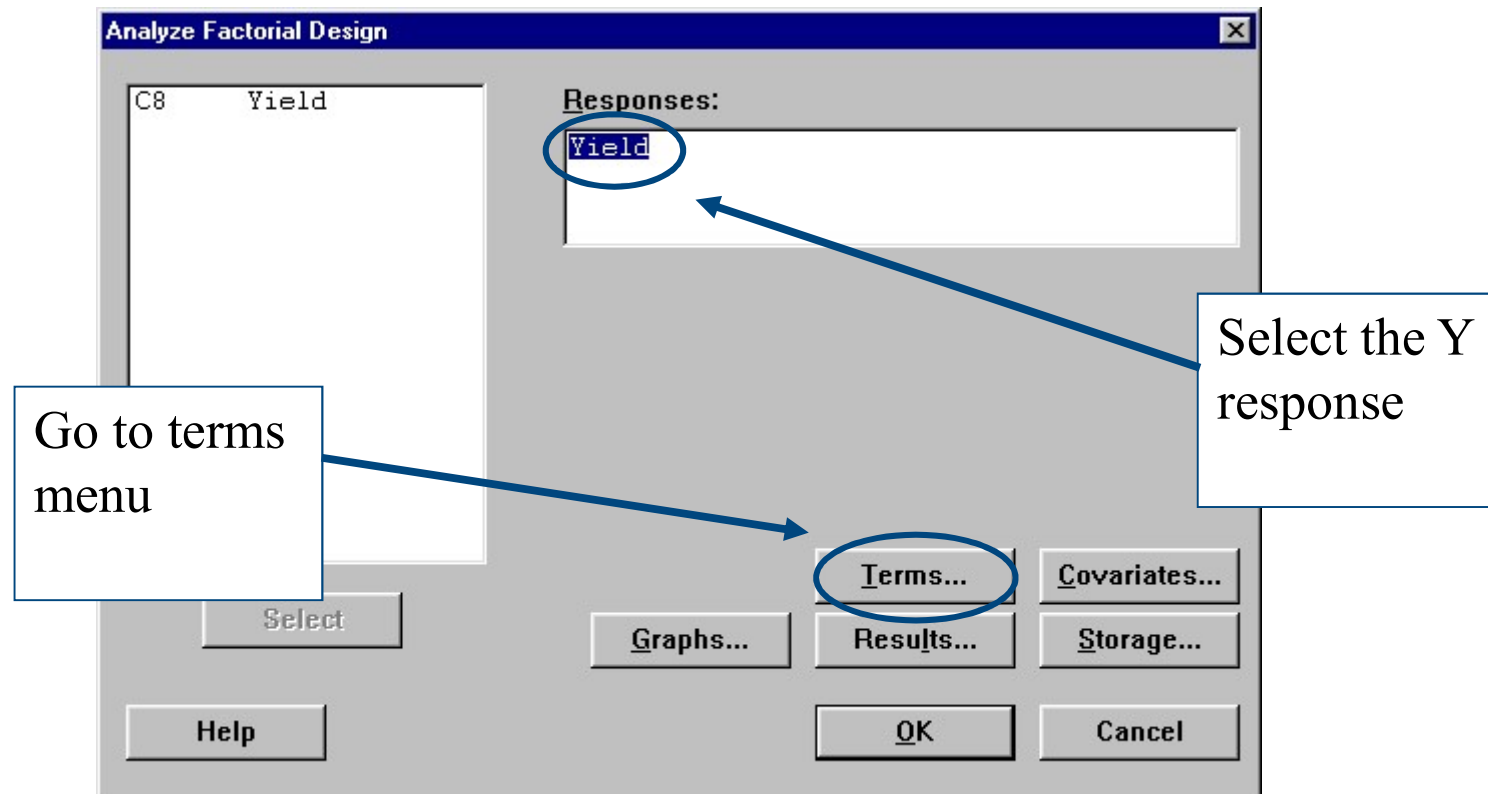 Analyze Factorial Design
C8 Yield
Responses:
Yield
Select the Y
response
Go to terms
menu
Terms...
Covariates...
Select
Graphs...
Results...
Storage...
Help
OK
Cancel